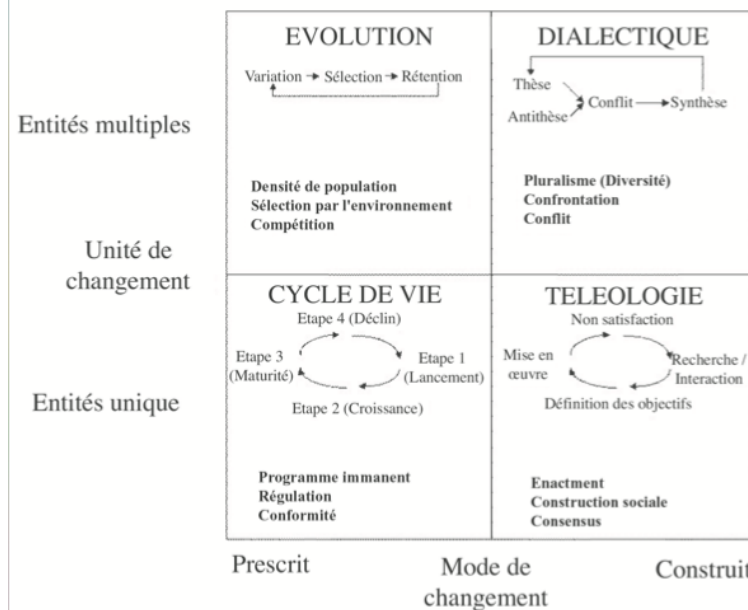 EVOLUTION
Variation Sélection Rétention
Densité de population
Sélection par l'environnement
Compétition
DIALECTIQUE
Thèse
Antithèse
Conflit
Synthèse
Pluralisme (Diversité)
Confrontation
Conflit
Entités multiples
Unité de
changement
Entités unique
CYCLE DE VIE
Etape 4 (Déclin)
Etape 3
(Maturité)
Etape 1
(Lancement)
Etape 2 (Croissance)
Programme immanent
Régulation
Conformité
TELEOLOGIE
Non satisfaction
Mise en
œuvre
Recherche /
Interaction
Définition des objectifs
Enactment
Construction sociale
Consensus
Prescrit
Mode de
changement
Construit